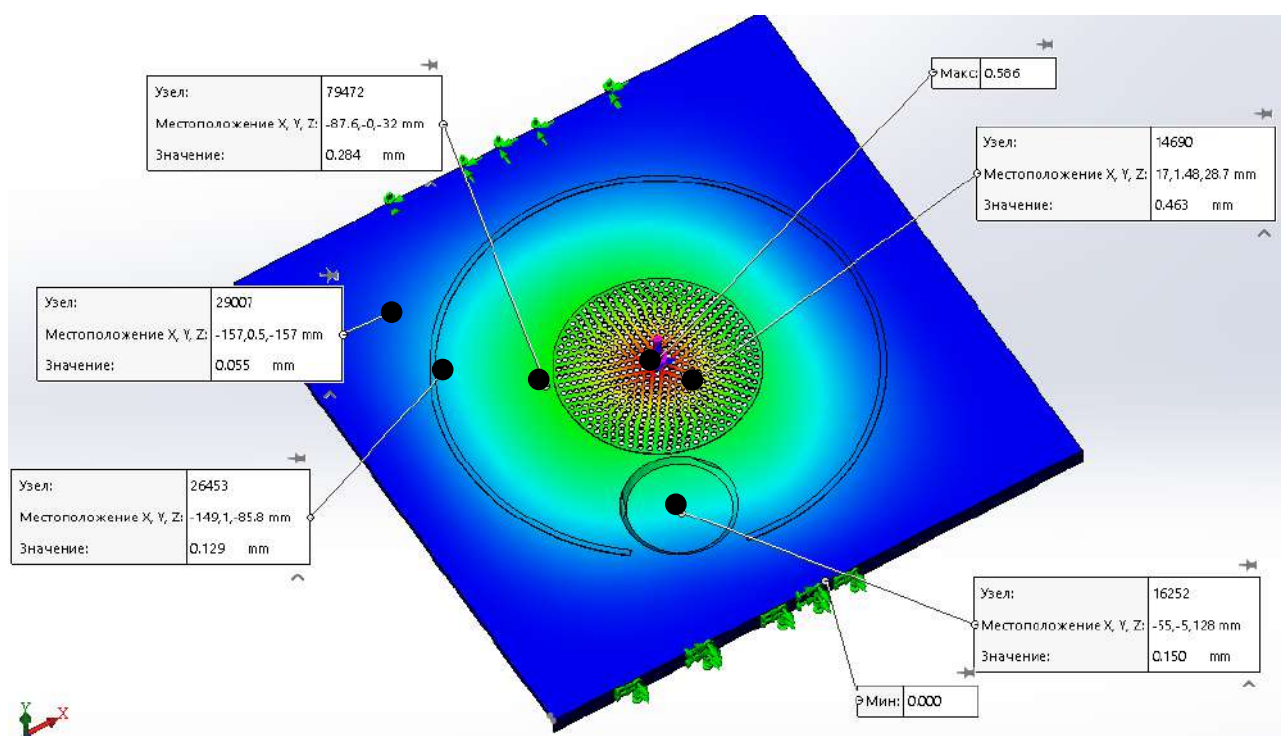 Макс: 0.586
Узел: 79472
Местоположение X, Y, Z: -87.6,-0,-32 mm
Значение: 0.284 mm
Узел: 14690
Местоположение X, Y, Z: 17,1.48,28.7 mm
Значение: 0.463 mm
Узел: 29007
Местоположение X, Y, Z: -157,0.5,-157 mm
Значение: 0.055 mm
Узел: 26453
Местоположение X, Y, Z: -149,1,-85.8 mm
Значение: 0.129 mm
Узел: 16252
Местоположение X, Y, Z: -55,-5,128 mm
Значение: 0.150 mm
Мин: 0.000
Y
X